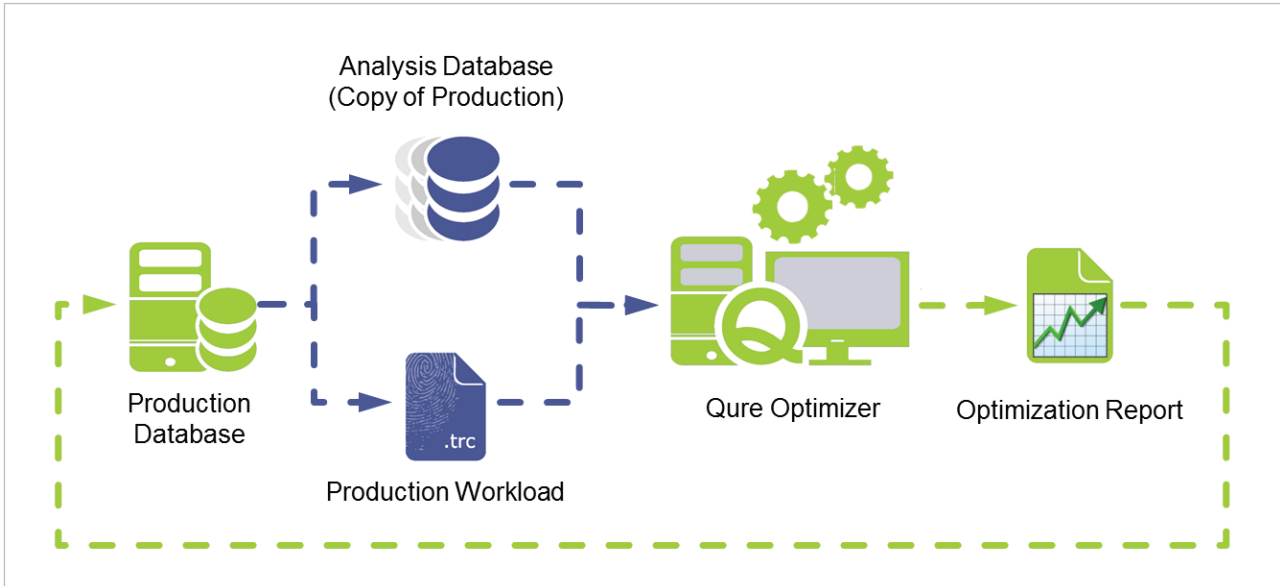 Analysis Database
(Copy of Production)
Production
Database
.trc
Production Workload
Q
Qure Optimizer
Optimization Report